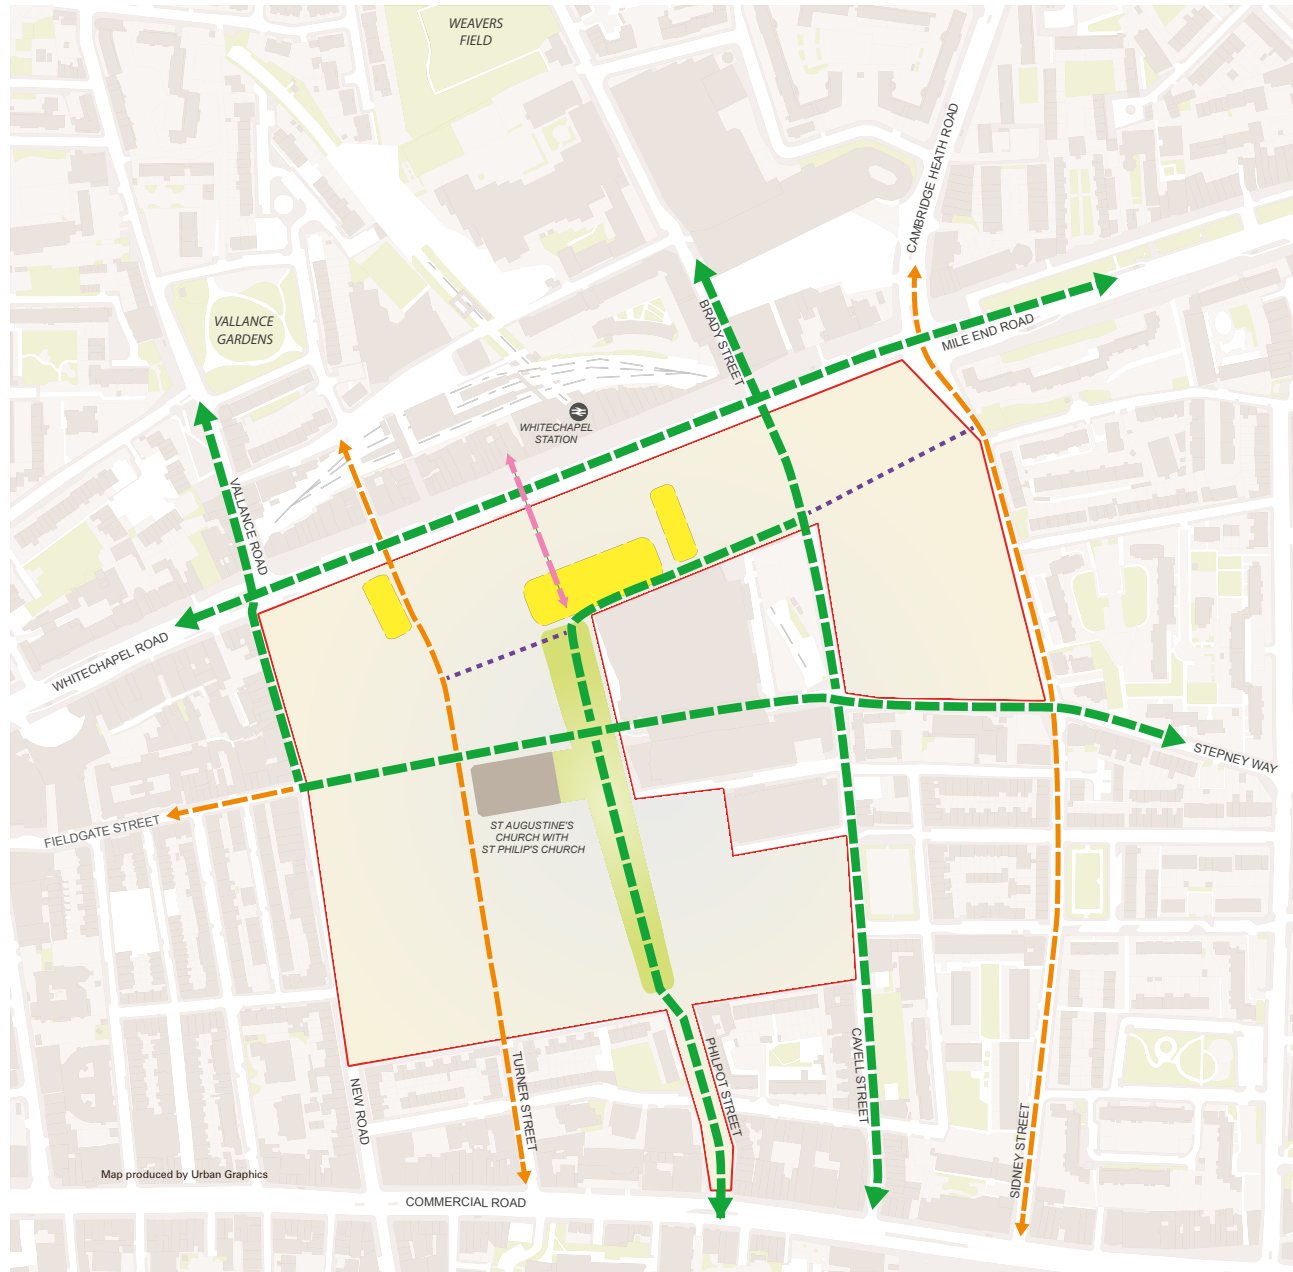 WEAVERS
FIELD
CAMBRIDGE HEATH ROAD
VALLANCE
GARDENS
BRADY STREET
MILE END ROAD
WHITECHAPEL
STATION
VALLANCE ROAD
WHITECHAPEL ROAD
STEPNEY WAY
FIELDGATE STREET
ST AUGUSTINE'S
CHURCH WITH
ST PHILIP'S CHURCH
NEW ROAD
TURNER STREET
PHILPOT STREET
CAVELL STREET
SIDNEY STREET
Map produced by Urban Graphics
COMMERCIAL ROAD